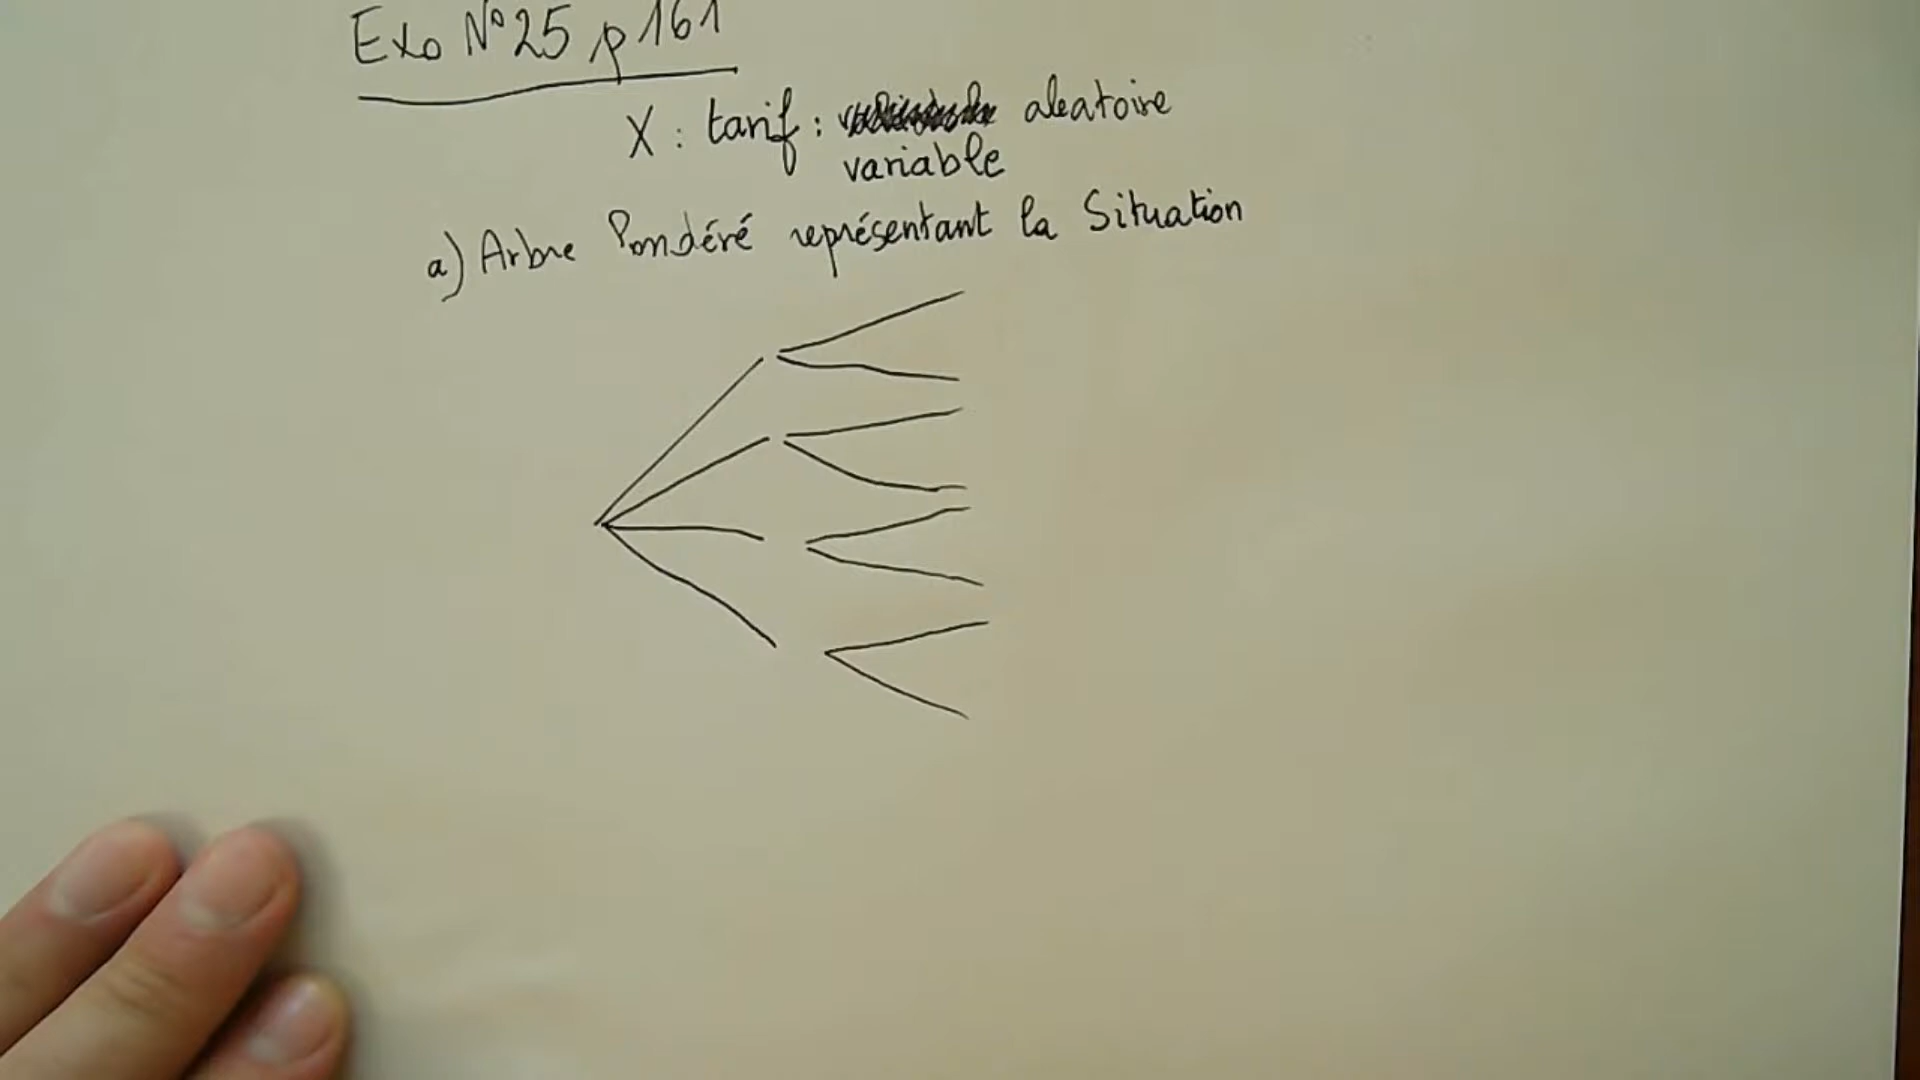 Exo N° 25 p 161
X : tarif : aleatoire
variable
a) Arbre Pondéré représentant la Situation